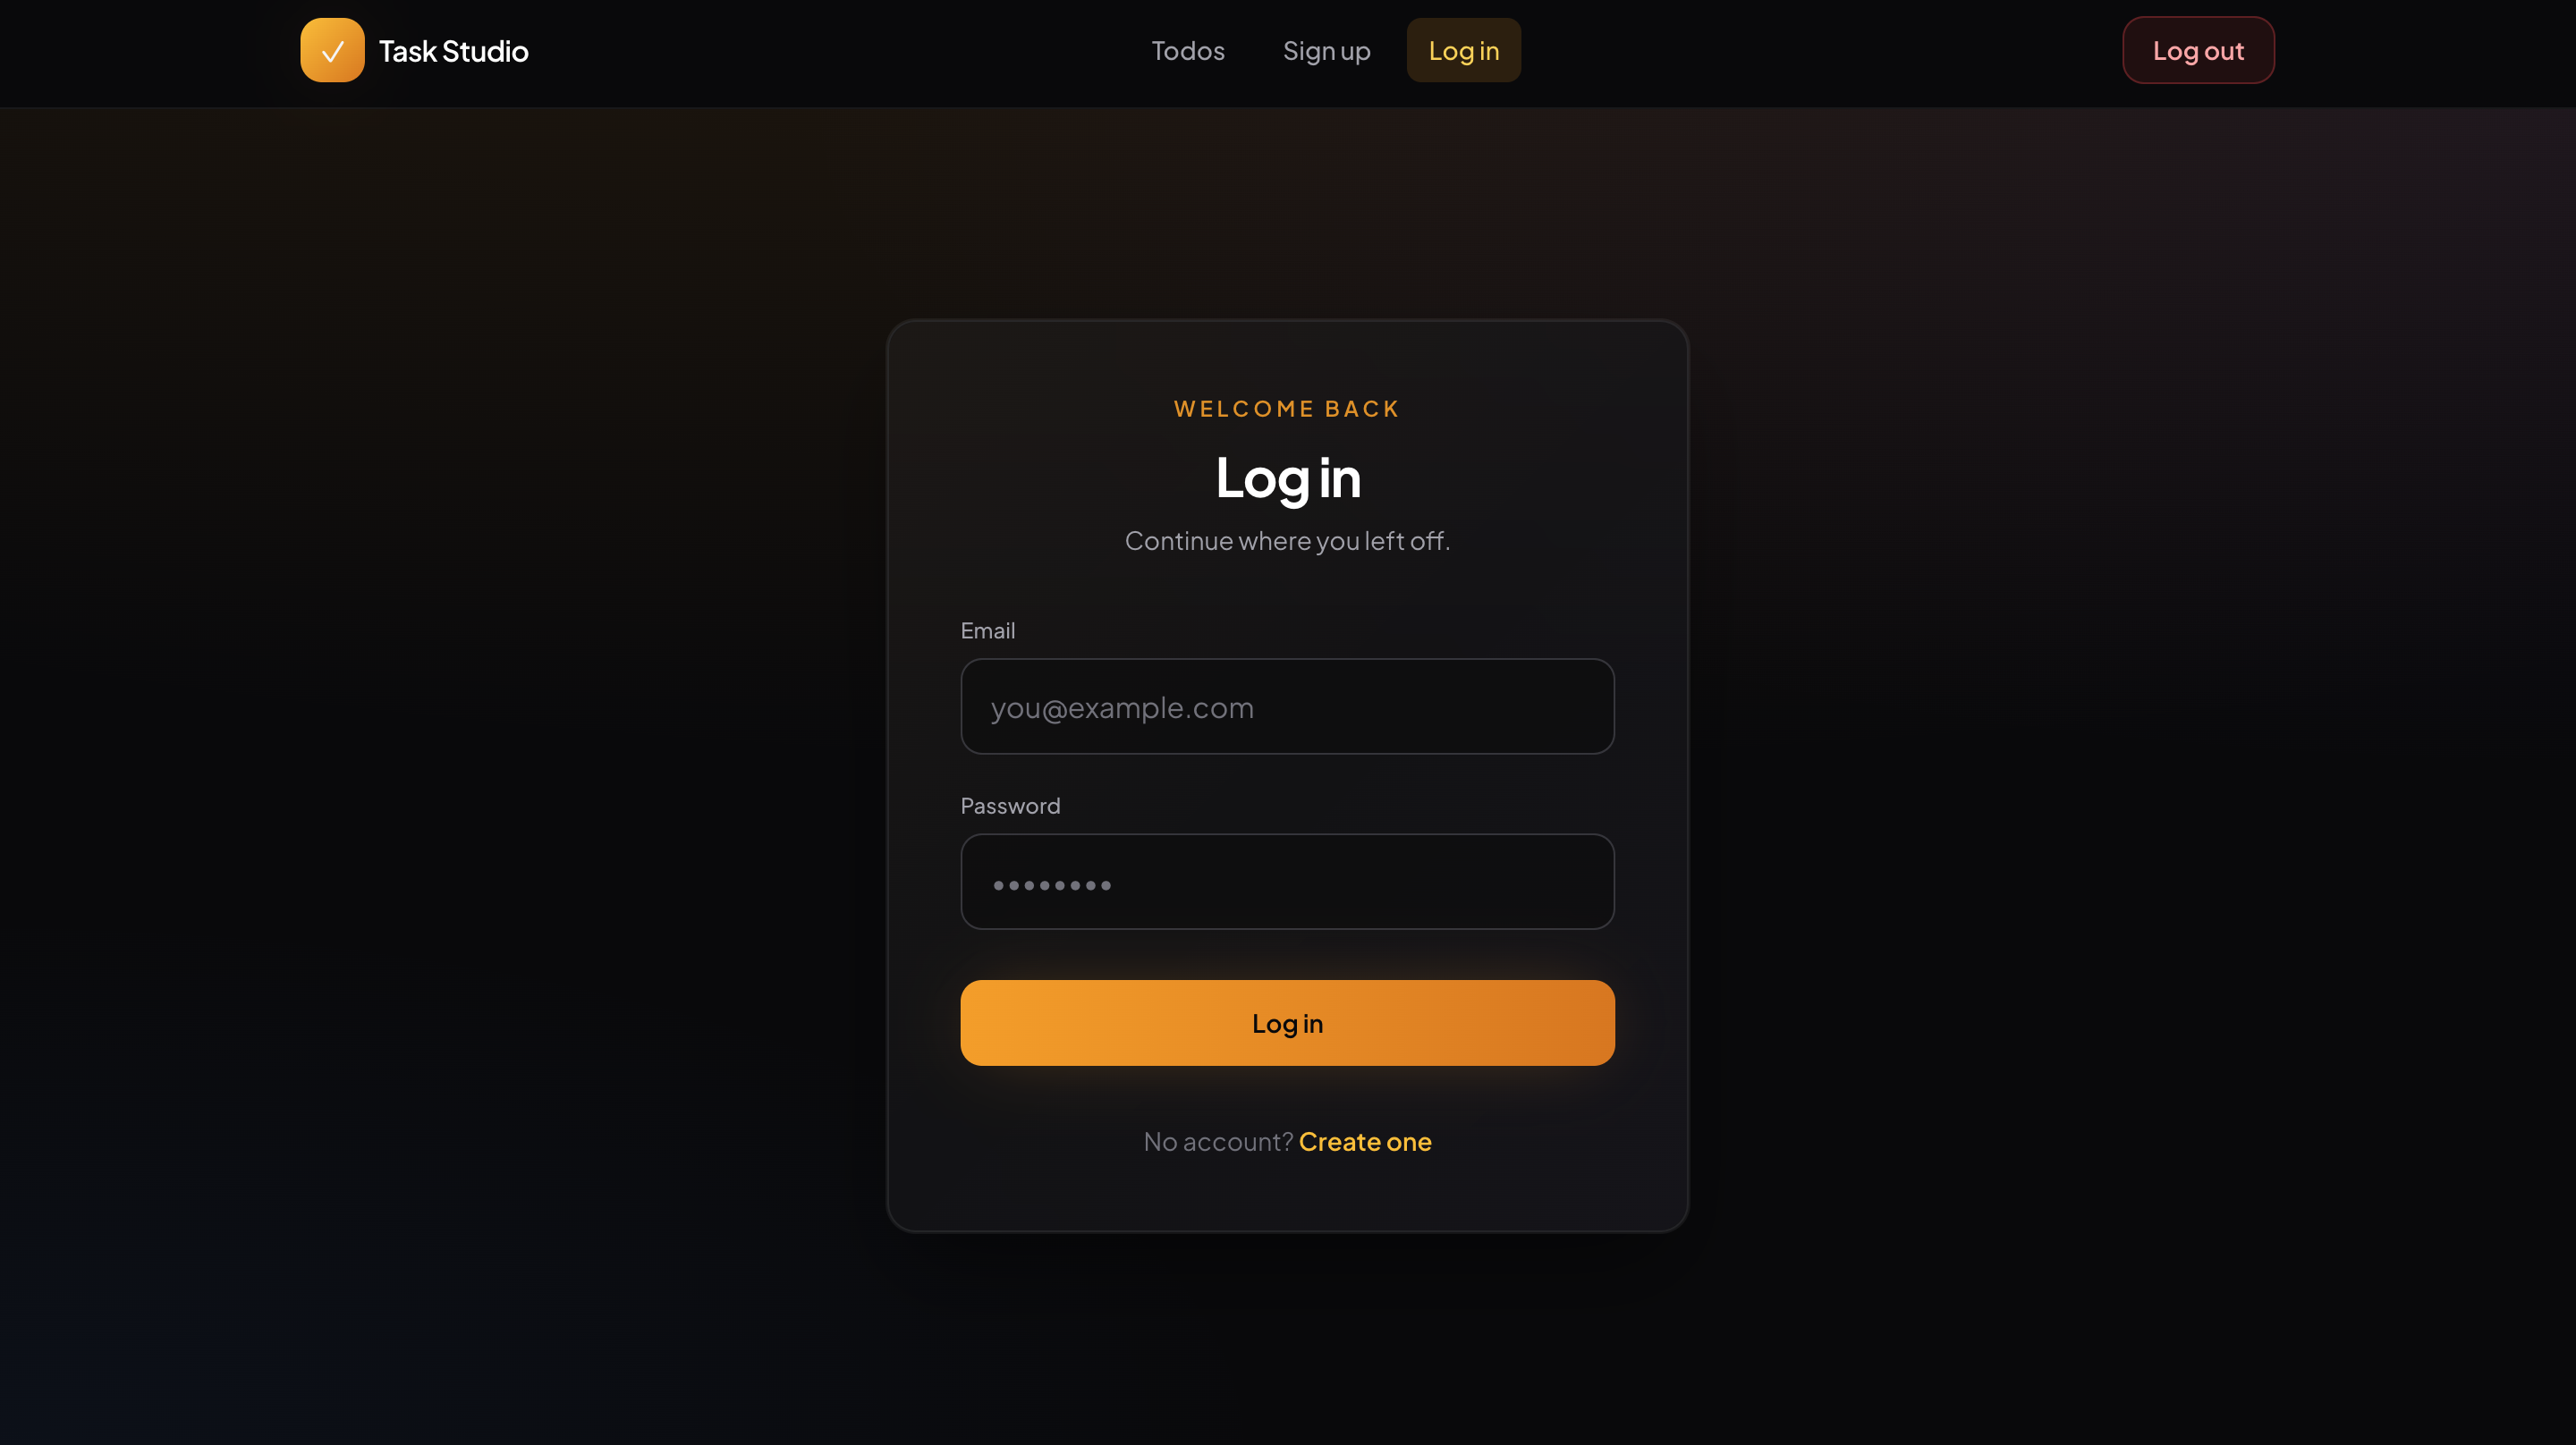 Task Studio
Todos
Sign up
Log in
Log out
WELCOME BACK
Log in
Continue where you left off.
Email
you@example.com
Password
••••••••
Log in
No account? Create one